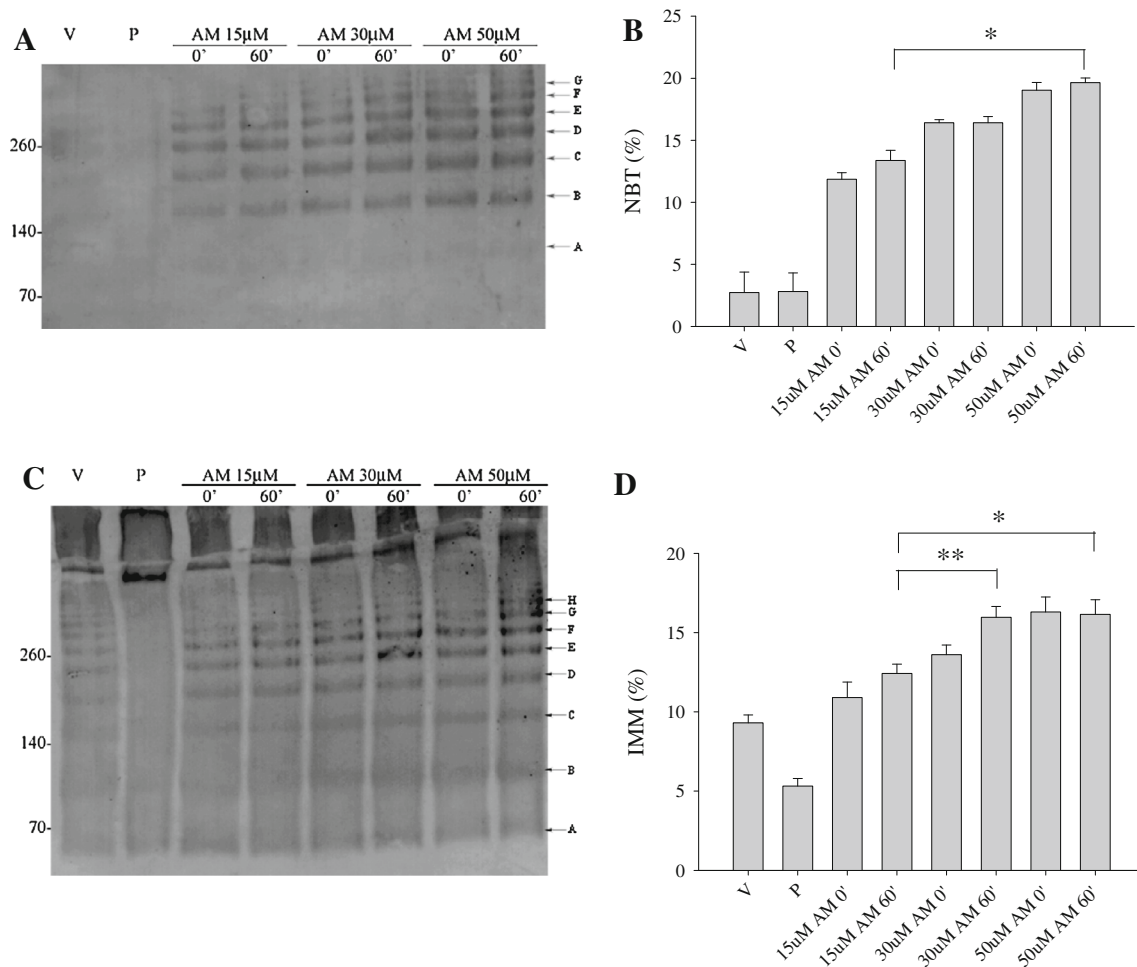 A
V P AM 15µM AM 30µM AM 50µM
0' 60' 0' 60' 0' 60'
260
140
70
G
F
E
D
C
B
A
B
*
NBT (%)
25
20
15
10
5
0
V
P
15uM AM 0'
15uM AM 60'
30uM AM 0'
30uM AM 60'
50uM AM 0'
50uM AM 60'
C
V P AM 15µM AM 30µM AM 50µM
0' 60' 0' 60' 0' 60'
260
140
70
H
G
F
E
D
C
B
A
D
*
**
IMM (%)
20
15
10
5
0
V
P
15uM AM 0'
15uM AM 60'
30uM AM 0'
30uM AM 60'
50uM AM 0'
50uM AM 60'